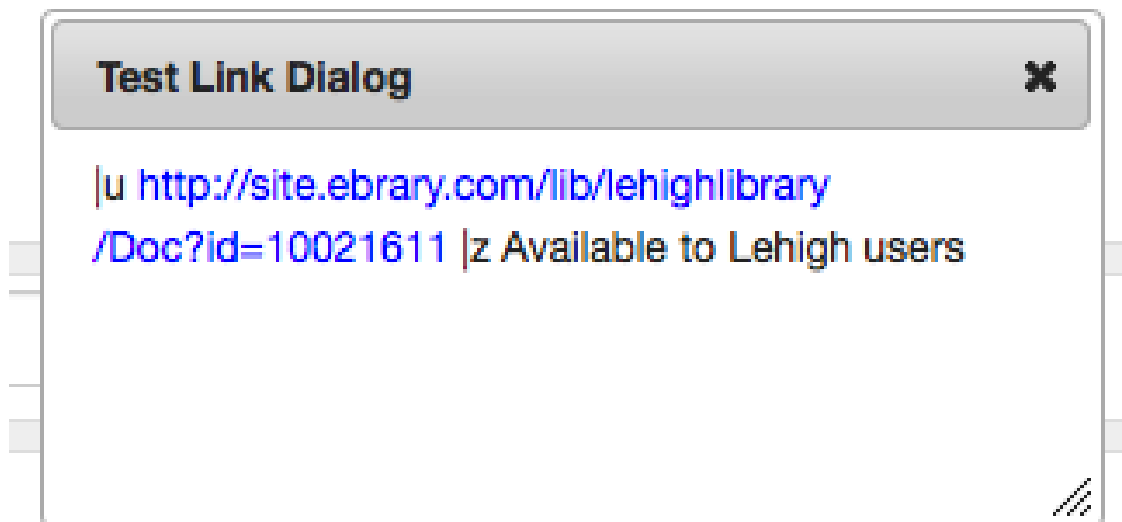 Test Link Dialog
|u http://site.ebrary.com/lib/lehighlibrary
/Doc?id=10021611 |z Available to Lehigh users